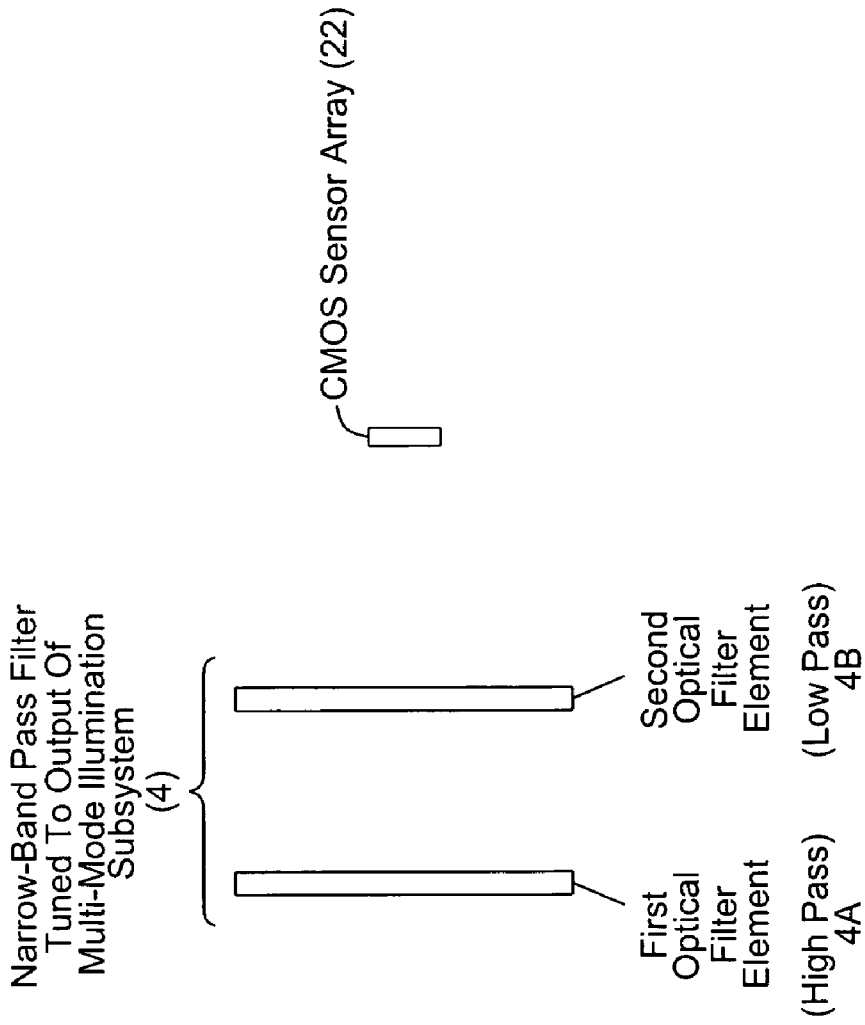 Narrow-Band Pass Filter
Tuned To Output Of
Multi-Mode Illumination
Subsystem
(4)
CMOS Sensor Array (22)
First
Optical
Filter
Element
(High Pass)
4A
Second
Optical
Filter
Element
(Low Pass)
4B